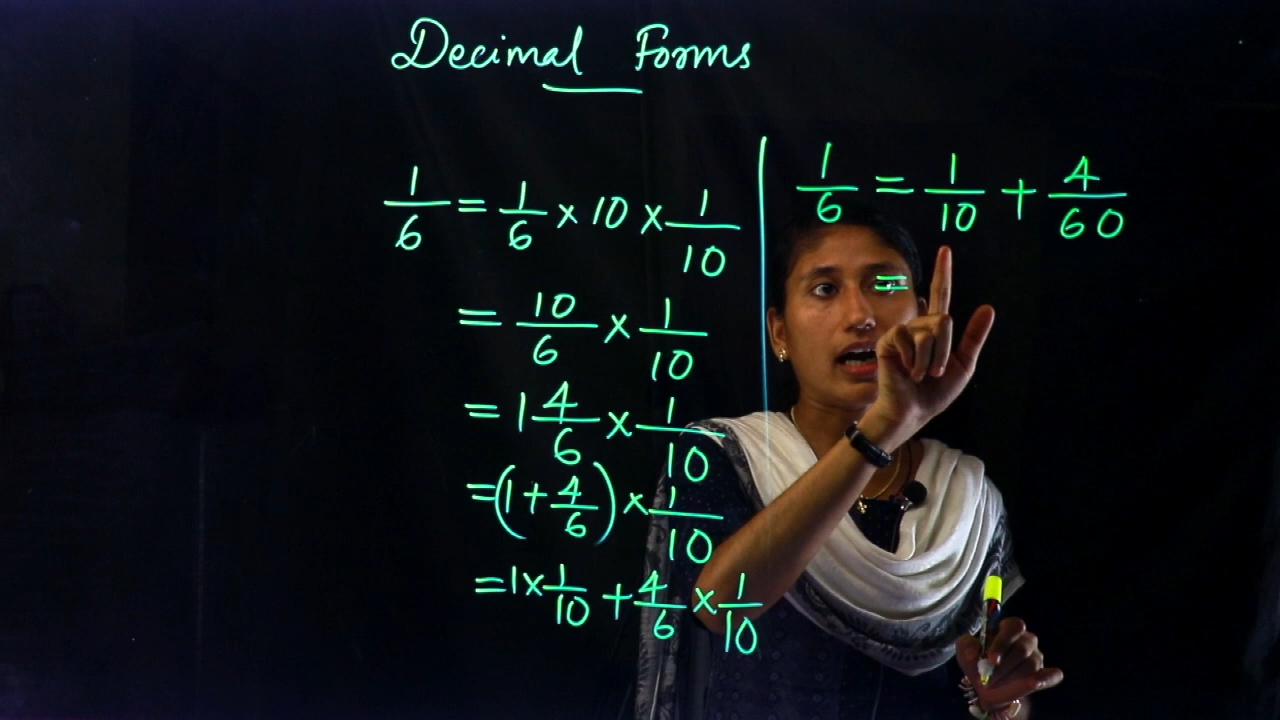 Decimal Forms
1/6 = 1/6 × 10 × 1/10
= 10/6 × 1/10
= 1 4/6 × 1/10
= (1 + 4/6) × 1/10
= 1 × 1/10 + 4/6 × 1/10
1/6 = 1/10 + 4/60
=